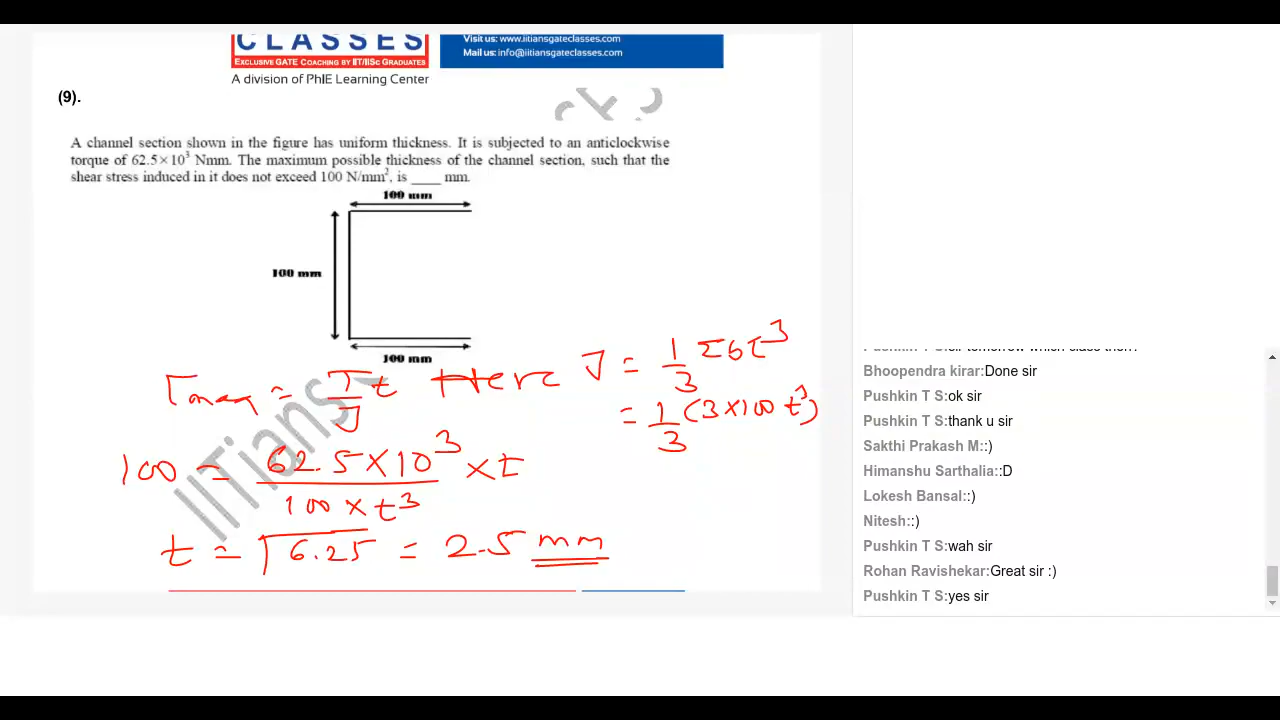 CLASSES
EXCLUSIVE GATE COACHING BY IIT/IISc GRADUATES
A division of PhIE Learning Center
Visit us: www.iitiansgateclasses.com
Mail us: info@iitiansgateclasses.com
(9).
A channel section shown in the figure has uniform thickness. It is subjected to an anticlockwise
torque of 62.5×10³ Nmm. The maximum possible thickness of the channel section, such that the
shear stress induced in it does not exceed 100 N/mm², is ____ mm.
100 mm
100 mm
100 mm
τmax = T/J t Here J = 1/3 Σbt³
= 1/3 (3×100 t³)
100 = 62.5×10³ / 100×t³ ×t
t = √6.25 = 2.5 mm
IITians
Bhoopendra kirar:Done sir
Pushkin T S:ok sir
Pushkin T S:thank u sir
Sakthi Prakash M.::)
Himanshu Sarthalia::D
Lokesh Bansal::)
Nitesh::)
Pushkin T S:wah sir
Rohan Ravishekar:Great sir :)
Pushkin T S:yes sir